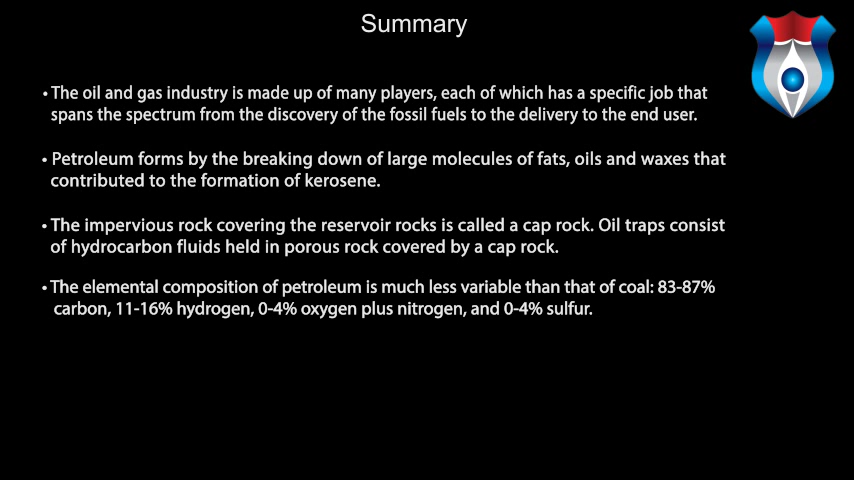 Summary
• The oil and gas industry is made up of many players, each of which has a specific job that
spans the spectrum from the discovery of the fossil fuels to the delivery to the end user.
• Petroleum forms by the breaking down of large molecules of fats, oils and waxes that
contributed to the formation of kerosene.
• The impervious rock covering the reservoir rocks is called a cap rock. Oil traps consist
of hydrocarbon fluids held in porous rock covered by a cap rock.
• The elemental composition of petroleum is much less variable than that of coal: 83-87%
carbon, 11-16% hydrogen, 0-4% oxygen plus nitrogen, and 0-4% sulfur.